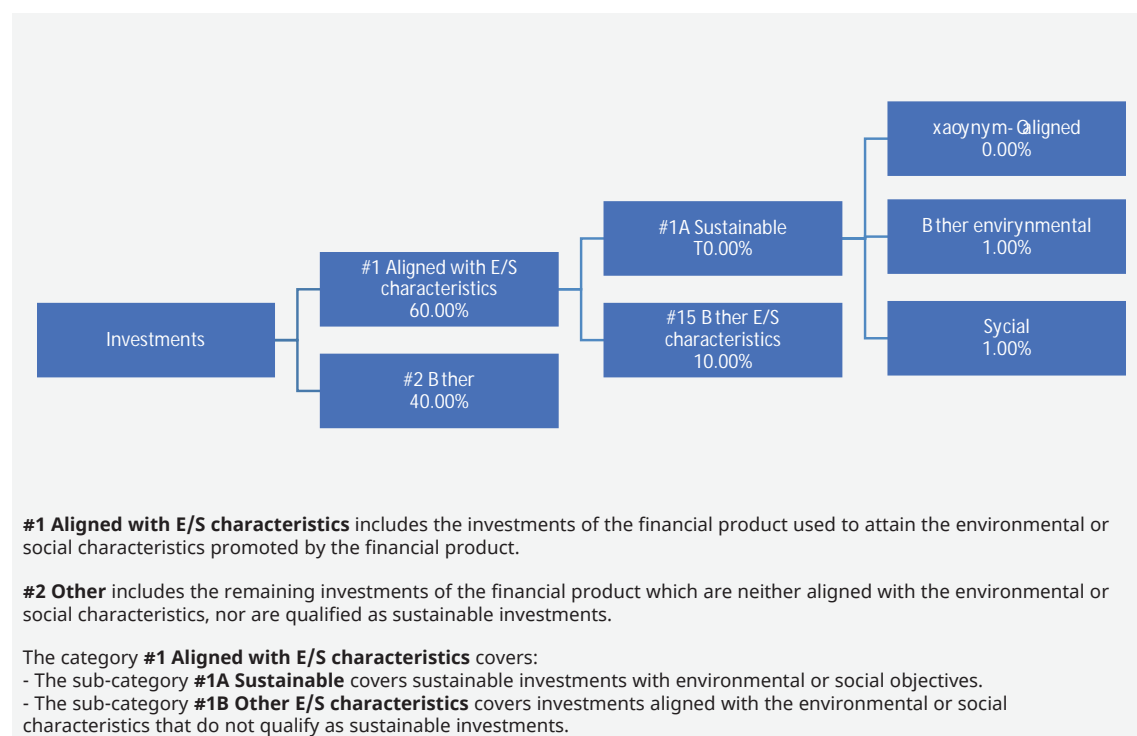 xaoynym- Oaligned
0.00%
#1A Sustainable
T0.00%
B ther envirynmental
1.00%
#1 Aligned with E/S
characteristics
60.00%
Investments
#15 B ther E/S
characteristics
10.00%
Sycial
1.00%
#2 B ther
40.00%
#1 Aligned with E/S characteristics includes the investments of the financial product used to attain the environmental or
social characteristics promoted by the financial product.
#2 Other includes the remaining investments of the financial product which are neither aligned with the environmental or
social characteristics, nor are qualified as sustainable investments.
The category #1 Aligned with E/S characteristics covers:
- The sub-category #1A Sustainable covers sustainable investments with environmental or social objectives.
- The sub-category #1B Other E/S characteristics covers investments aligned with the environmental or social
characteristics that do not qualify as sustainable investments.